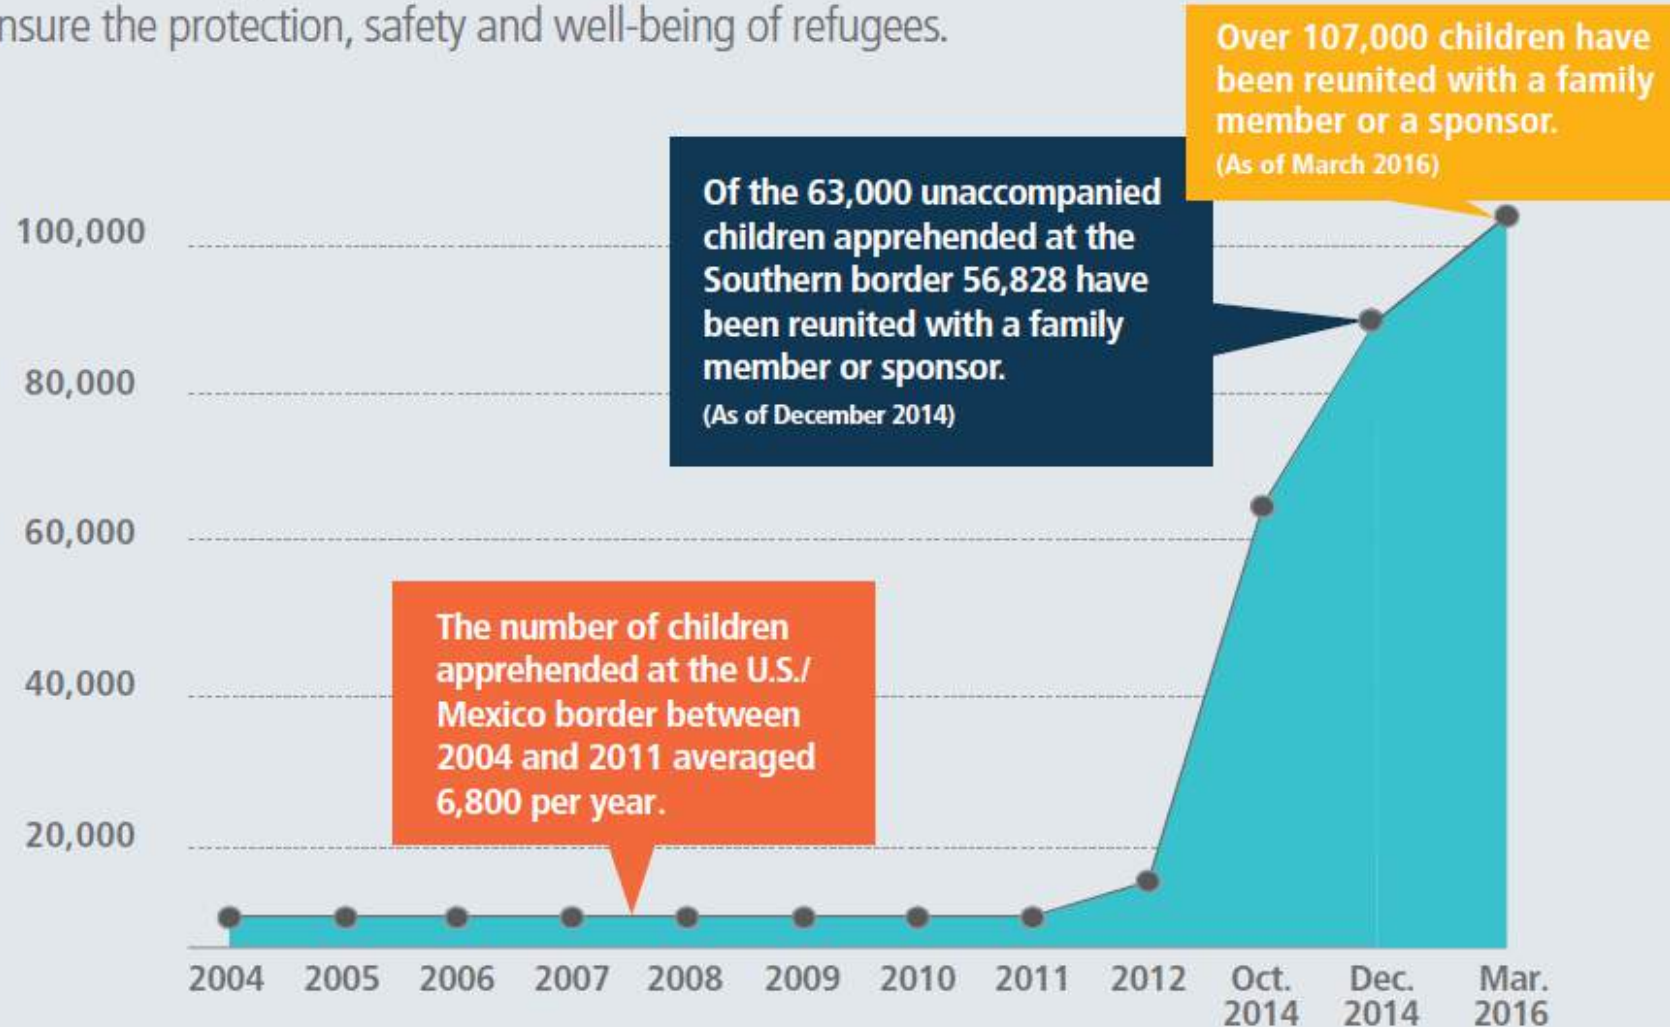 nsure the protection, safety and well-being of refugees.
Over 107,000 children have
been reunited with a family
member or a sponsor.
(As of March 2016)
Of the 63,000 unaccompanied
children apprehended at the
Southern border 56,828 have
been reunited with a family
member or sponsor.
(As of December 2014)
The number of children
apprehended at the U.S./
Mexico border between
2004 and 2011 averaged
6,800 per year.
100,000
80,000
60,000
40,000
20,000
2004 2005 2006 2007 2008 2009 2010 2011 2012 Oct. Dec. Mar.
2014 2014 2016